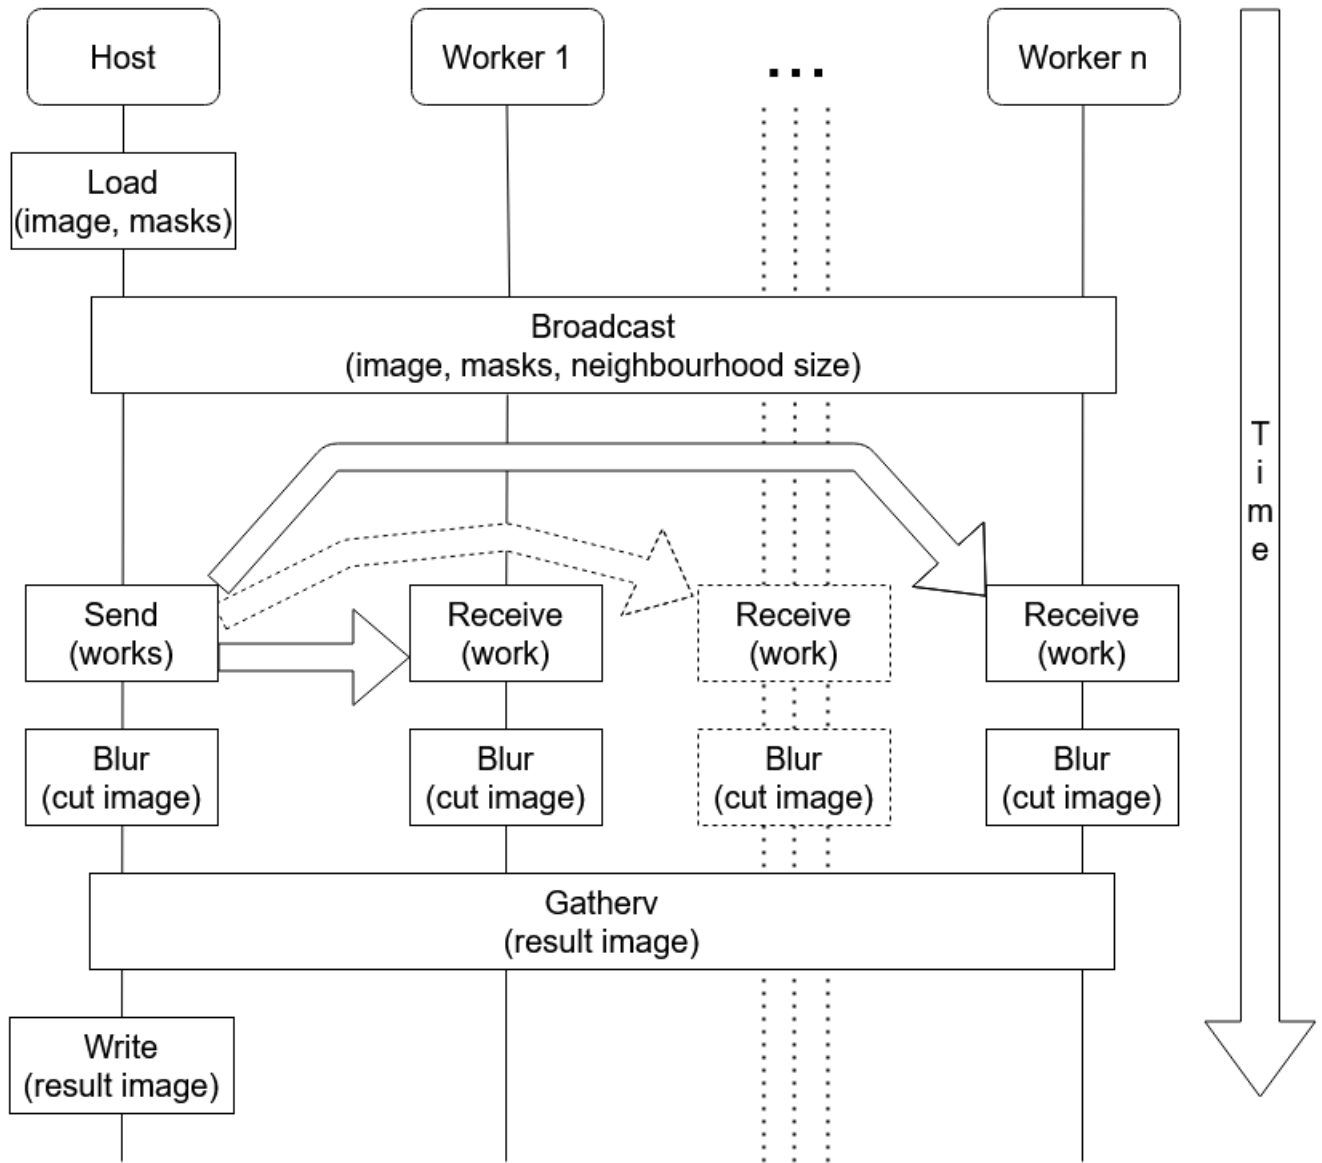 Host
Worker 1
...
Worker n
Load
(image, masks)
Broadcast
(image, masks, neighbourhood size)
T
i
m
e
Send
(works)
Receive
(work)
Receive
(work)
Receive
(work)
Blur
(cut image)
Blur
(cut image)
Blur
(cut image)
Blur
(cut image)
Gatherv
(result image)
Write
(result image)